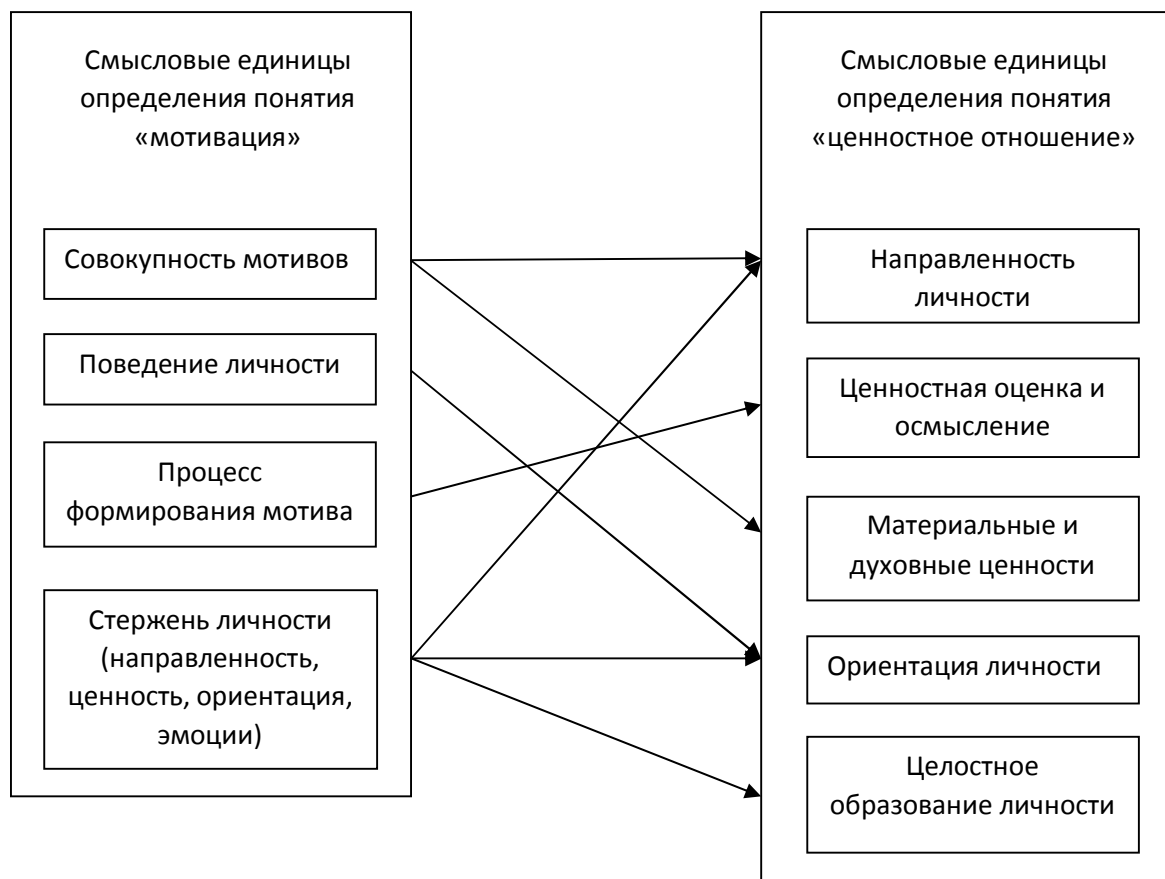 Смысловые единицы
определения понятия
«мотивация»
Совокупность мотивов
Поведение личности
Процесс
формирования мотива
Стержень личности
(направленность,
ценность, ориентация,
эмоции)
Смысловые единицы
определения понятия
«ценностное отношение»
Направленность
личности
Ценностная оценка и
осмысление
Материальные и
духовные ценности
Ориентация личности
Целостное
образование личности